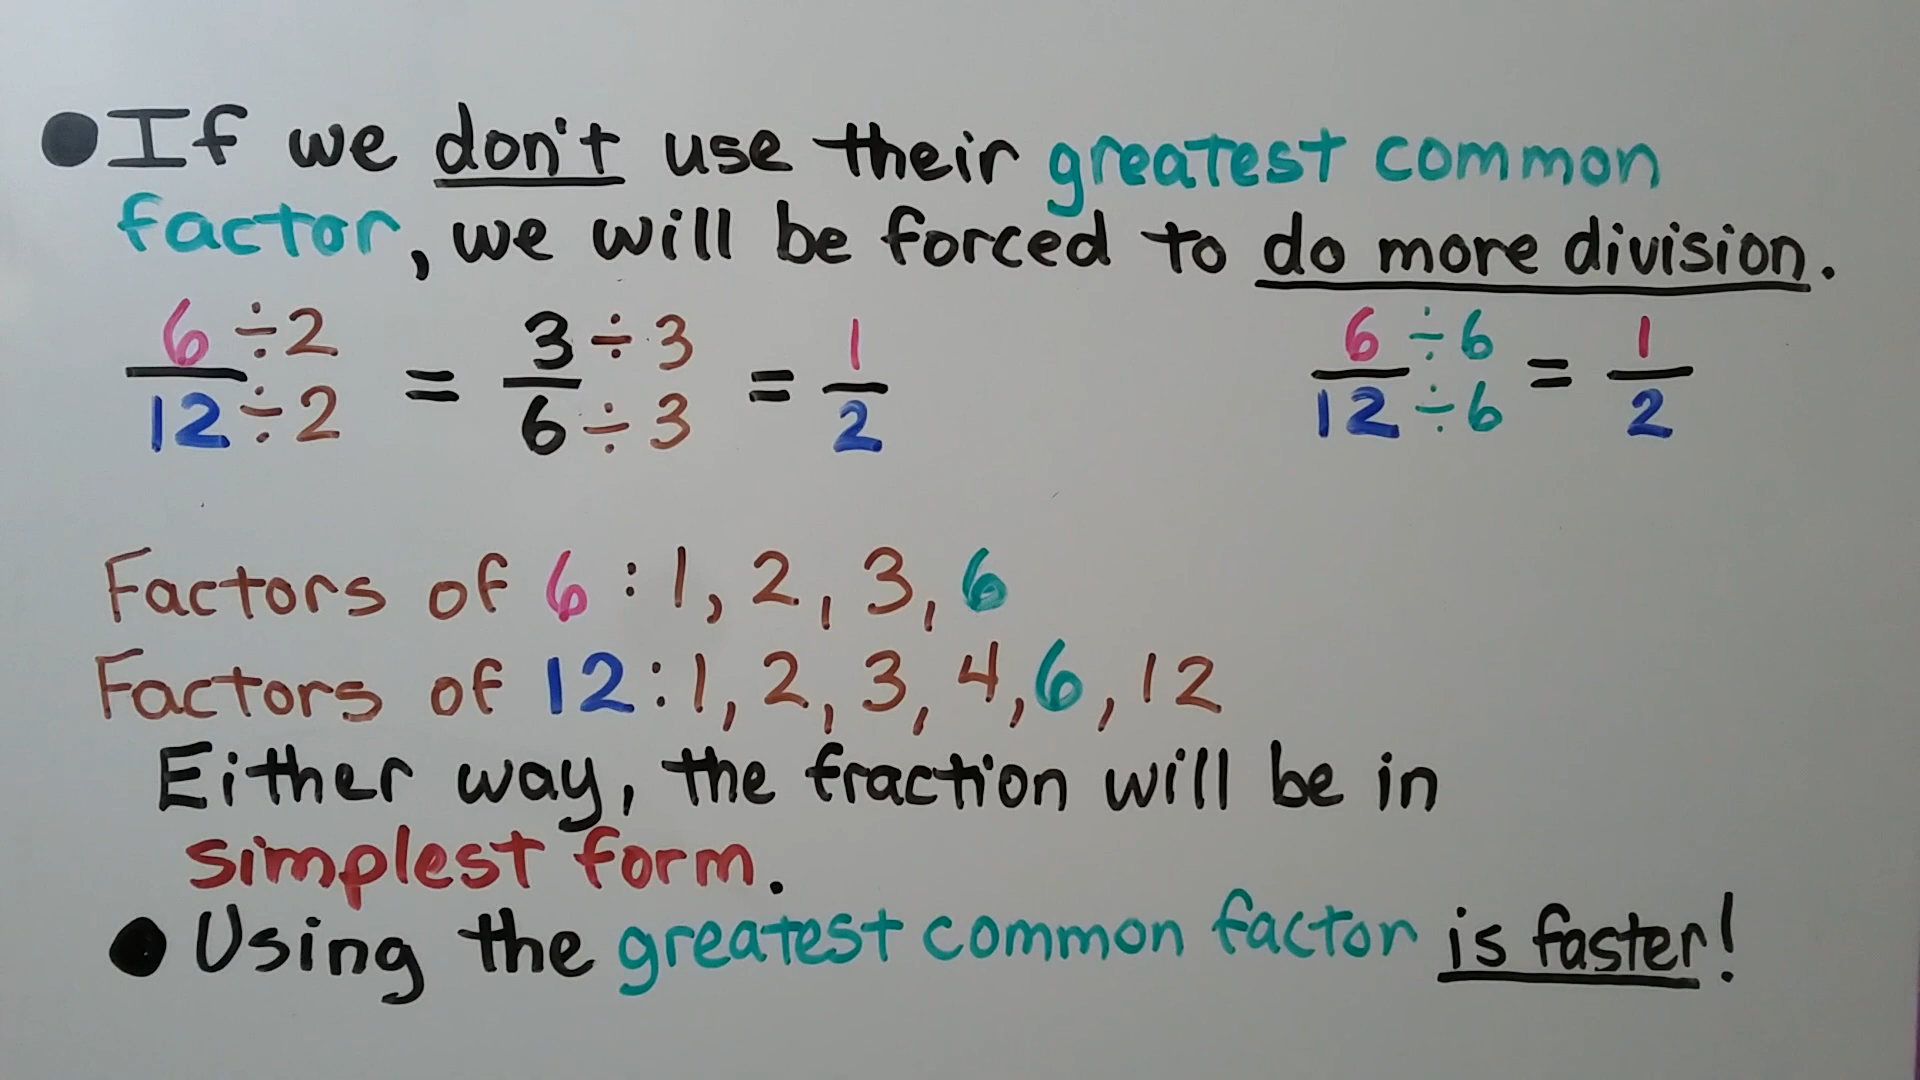 ● If we don't use their greatest common
factor, we will be forced to do more division.
6÷2/12÷2 = 3÷3/6÷3 = 1/2    6÷6/12÷6 = 1/2
Factors of 6: 1, 2, 3, 6
Factors of 12: 1, 2, 3, 4, 6, 12
Either way, the fraction will be in
simplest form.
● Using the greatest common factor is faster!